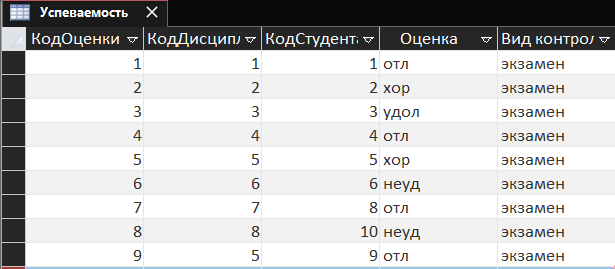 Успеваемость
КодОценки КодДисципл КодСтудента Оценка Вид контрол
1 1 1 отл экзамен
2 2 2 хор экзамен
3 3 3 удол экзамен
4 4 4 отл экзамен
5 5 5 хор экзамен
6 6 6 неуд экзамен
7 7 8 отл экзамен
8 8 10 неуд экзамен
9 5 9 отл экзамен